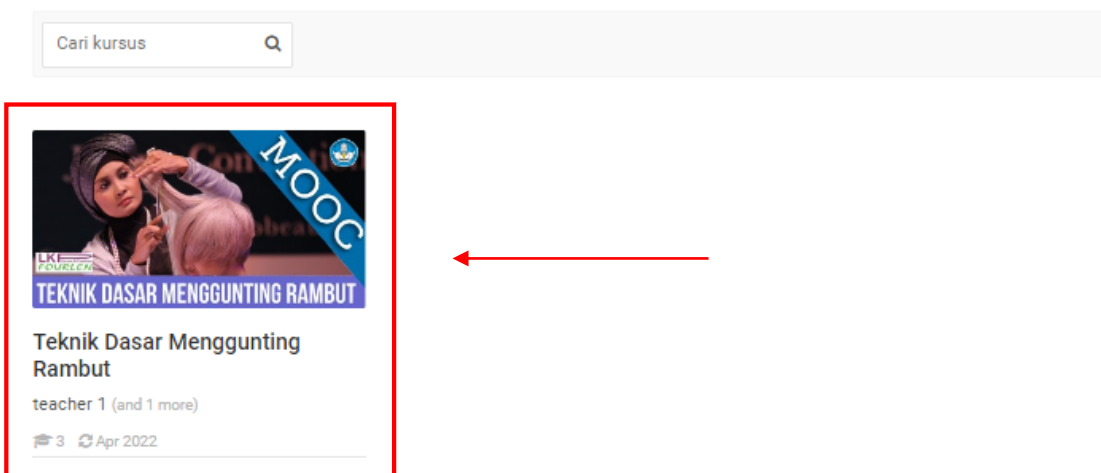 Cari kursus
MOOC
LKP
FOURLEN
TEKNIK DASAR MENGGUNTING RAMBUT
Teknik Dasar Menggunting
Rambut
teacher 1 (and 1 more)
3 Apr 2022